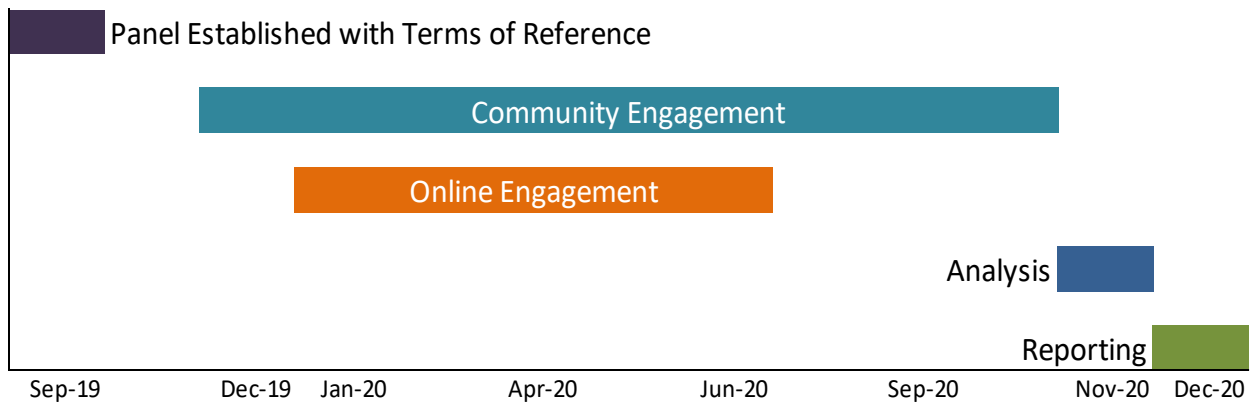 Panel Established with Terms of Reference
Community Engagement
Online Engagement
Analysis
Reporting
Sep-19 Dec-19 Jan-20 Apr-20 Jun-20 Sep-20 Nov-20 Dec-20